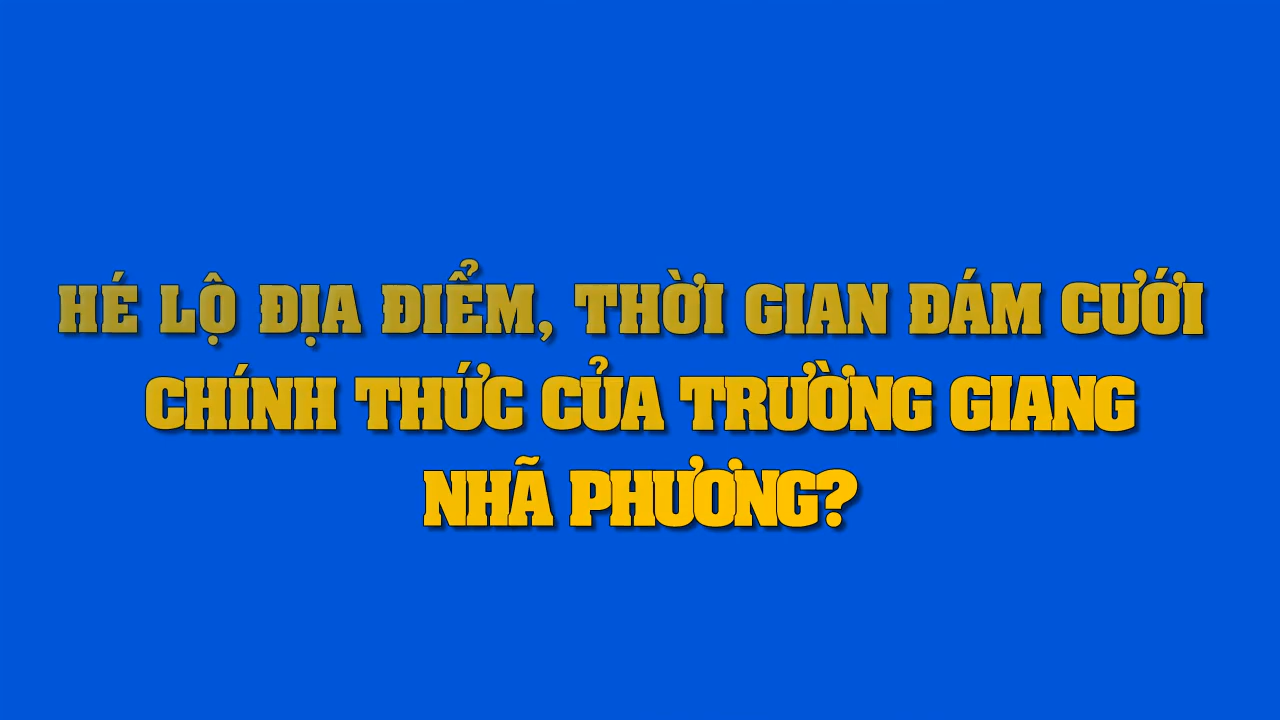 HÉ LỘ ĐỊA ĐIỂM, THỜI GIAN ĐÁM CƯỚI
CHÍNH THỨC CỦA TRƯỜNG GIANG
NHÃ PHƯƠNG?